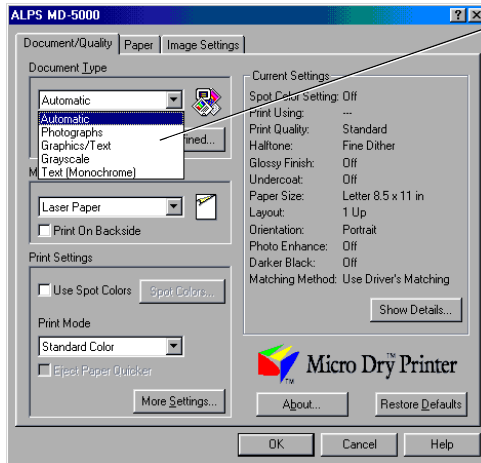 ALPS MD-5000
Document/Quality
Paper
Image Settings
Document Type
Automatic
Automatic
Photographs
Graphics/Text
Grayscale
Text (Monochrome)
ined...
M
Laser Paper
Print On Backside
Print Settings
Use Spot Colors
Spot Colors...
Print Mode
Standard Color
Eject Paper Quicker
More Settings...
Current Settings
Spot Color Setting: Off
Print Using: ---
Print Quality: Standard
Halftone: Fine Dither
Glossy Finish: Off
Undercoat: Off
Paper Size: Letter 8.5 x 11 in
Layout: 1 Up
Orientation: Portrait
Photo Enhance: Off
Darker Black: Off
Matching Method: Use Driver's Matching
Show Details...
TM
Micro Dry™ Printer
About...
Restore Defaults
OK
Cancel
Help